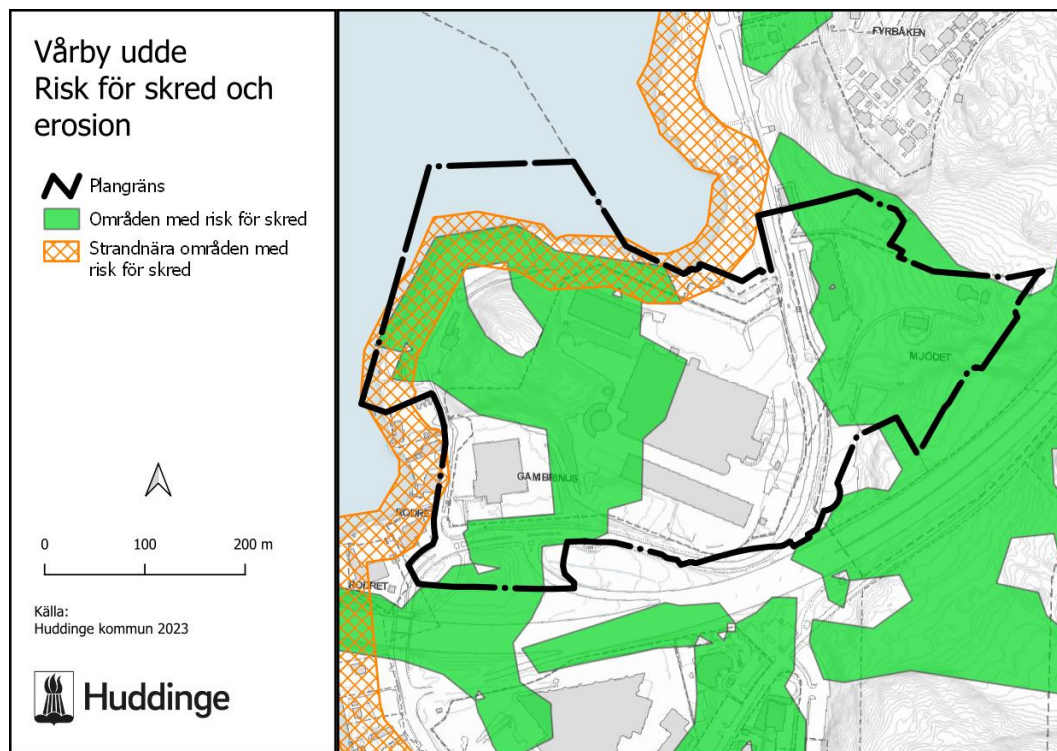 Vårby udde
Risk för skred och
erosion
Plangräns
Områden med risk för skred
Strandnära områden med
risk för skred
0 100 200 m
Källa:
Huddinge kommun 2023
Huddinge
FYRBÅKEN
MJÖDET
GAMBRINUS
RODRET